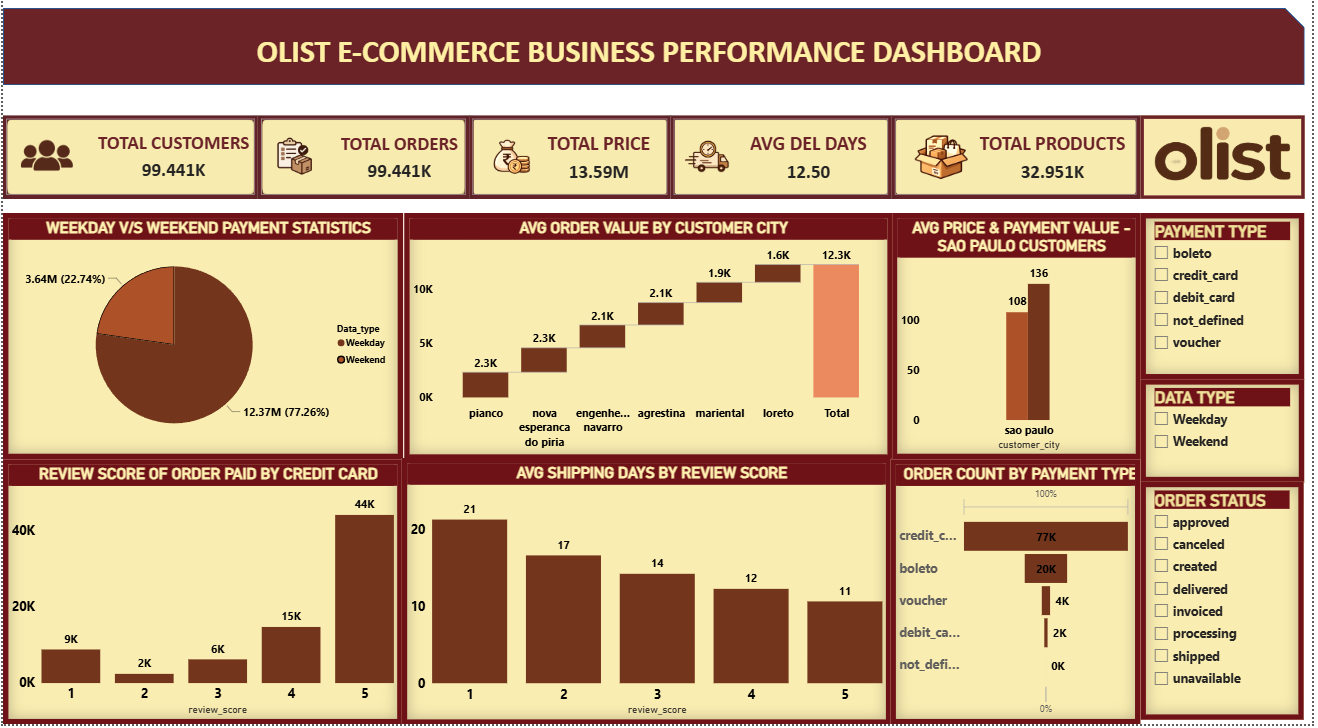 OLIST E-COMMERCE BUSINESS PERFORMANCE DASHBOARD
TOTAL CUSTOMERS
99.441K
TOTAL ORDERS
99.441K
TOTAL PRICE
13.59M
AVG DEL DAYS
12.50
TOTAL PRODUCTS
32.951K
olist
WEEKDAY V/S WEEKEND PAYMENT STATISTICS
3.64M (22.74%)
12.37M (77.26%)
Data_type
Weekday
Weekend
AVG ORDER VALUE BY CUSTOMER CITY
10K
5K
0K
2.3K
2.3K
2.1K
2.1K
1.9K
1.6K
12.3K
pianco
nova
esperanca
do piria
engenhe...
navarro
agrestina
mariental
loreto
Total
AVG PRICE & PAYMENT VALUE –
SAO PAULO CUSTOMERS
100
50
0
108
136
sao paulo
customer_city
PAYMENT TYPE
boleto
credit_card
debit_card
not_defined
voucher
DATA TYPE
Weekday
Weekend
REVIEW SCORE OF ORDER PAID BY CREDIT CARD
40K
20K
0K
9K
2K
6K
15K
44K
1 2 3 4 5
review_score
AVG SHIPPING DAYS BY REVIEW SCORE
20
10
0
21
17
14
12
11
1 2 3 4 5
review_score
ORDER COUNT BY PAYMENT TYPE
100%
credit_c... 77K
boleto 20K
voucher 4K
debit_ca... 2K
not_defi... 0K
0%
ORDER STATUS
approved
canceled
created
delivered
invoiced
processing
shipped
unavailable